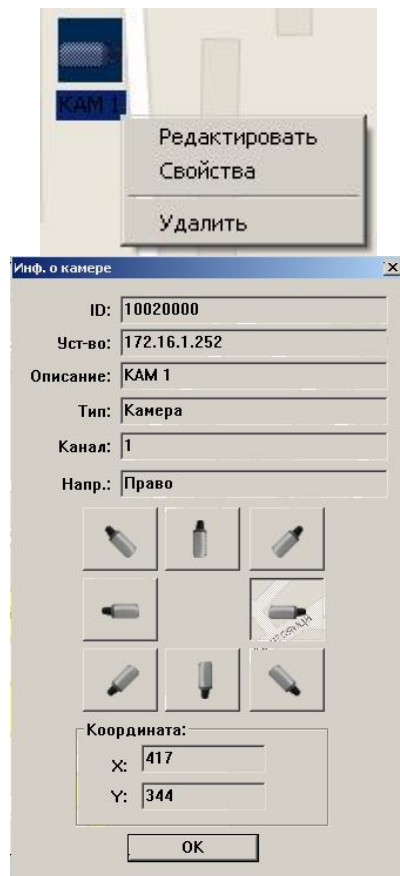 КАМ 1
Редактировать
Свойства
Удалить
Инф. о камере
ID: 10020000
Уст-во: 172.16.1.252
Описание: КАМ 1
Тип: Камера
Канал: 1
Напр.: Право
Координата:
X: 417
Y: 344
OK